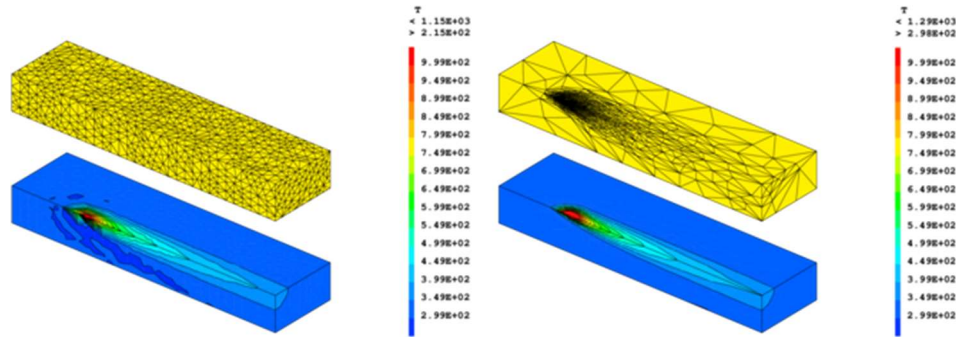 T
< 1.15E+03
> 2.15E+02
9.99E+02
9.49E+02
8.99E+02
8.49E+02
7.99E+02
7.49E+02
6.99E+02
6.49E+02
5.99E+02
5.49E+02
4.99E+02
4.49E+02
3.99E+02
3.49E+02
2.99E+02
T
< 1.29E+03
> 2.98E+02
9.99E+02
9.49E+02
8.99E+02
8.49E+02
7.99E+02
7.49E+02
6.99E+02
6.49E+02
5.99E+02
5.49E+02
4.99E+02
4.49E+02
3.99E+02
3.49E+02
2.99E+02